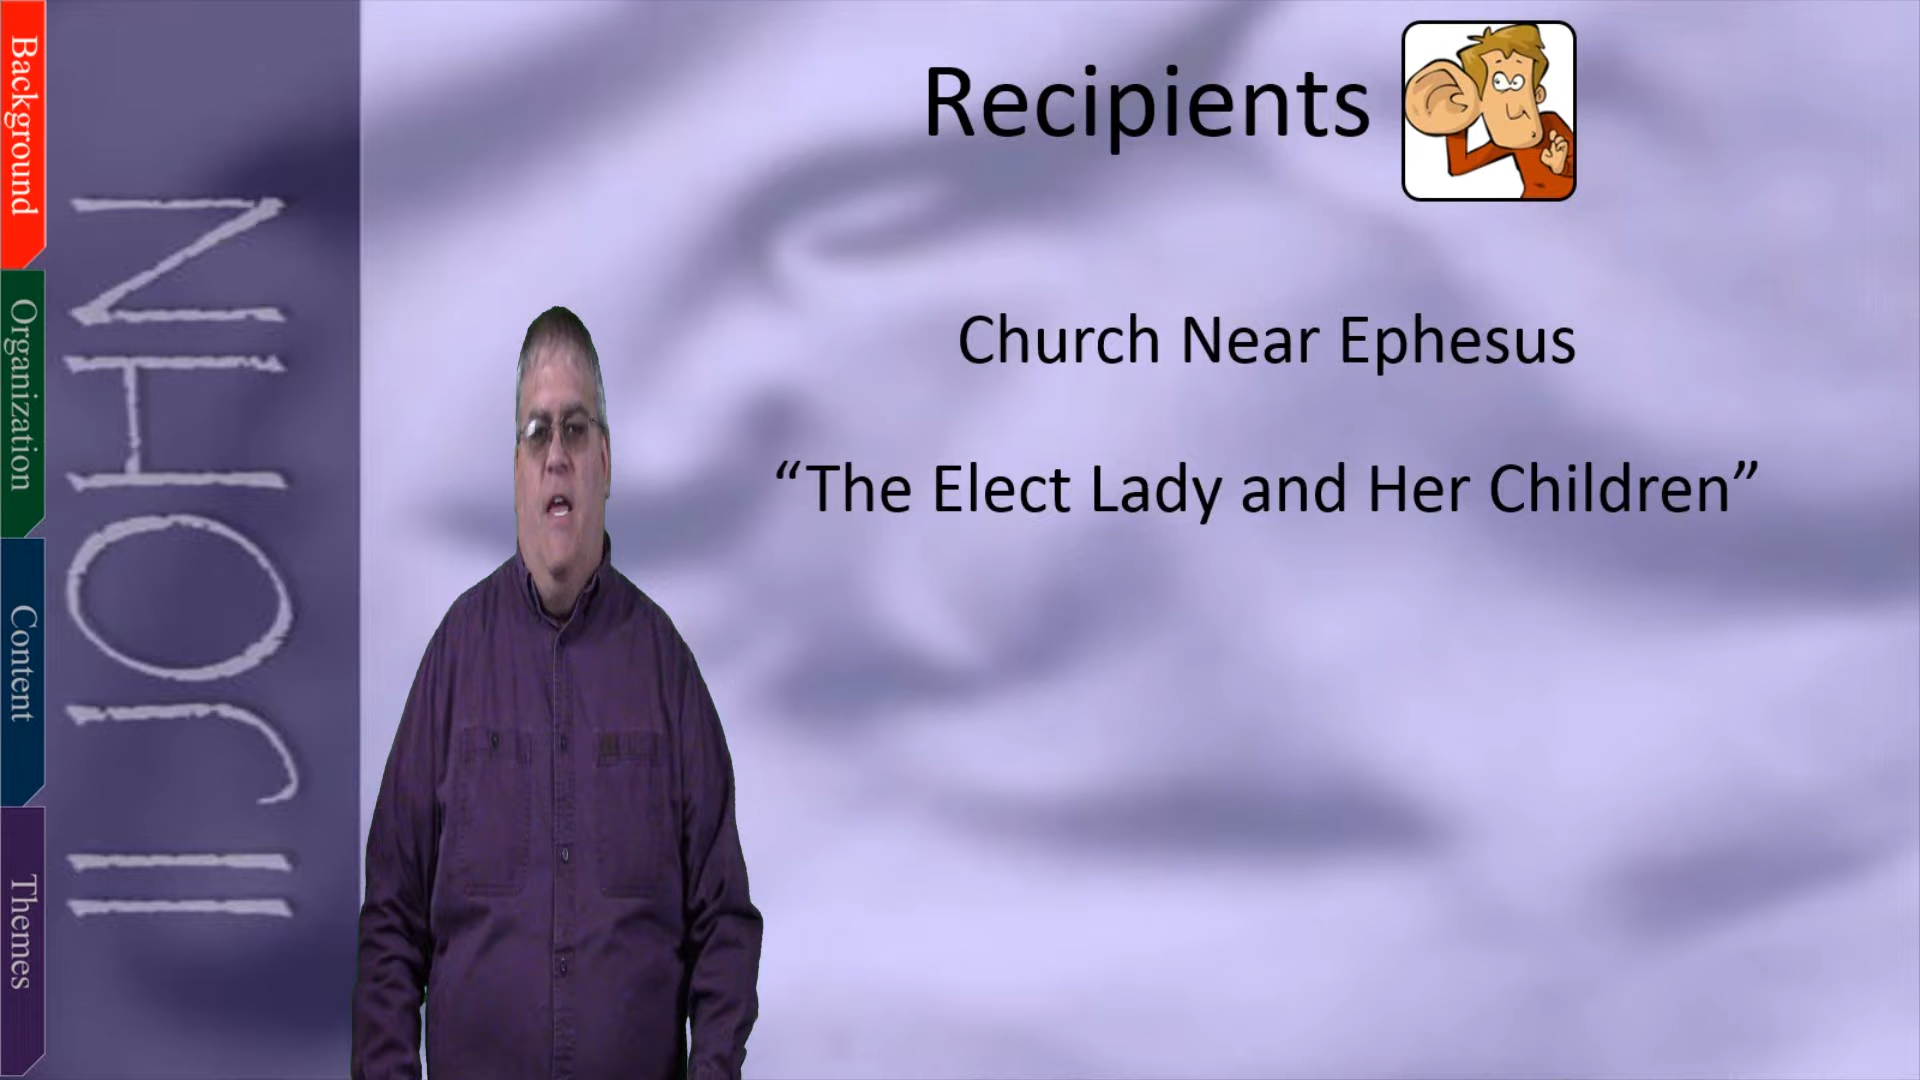 Background
Organization
Content
Themes
II JOHN
Recipients
Church Near Ephesus
“The Elect Lady and Her Children”